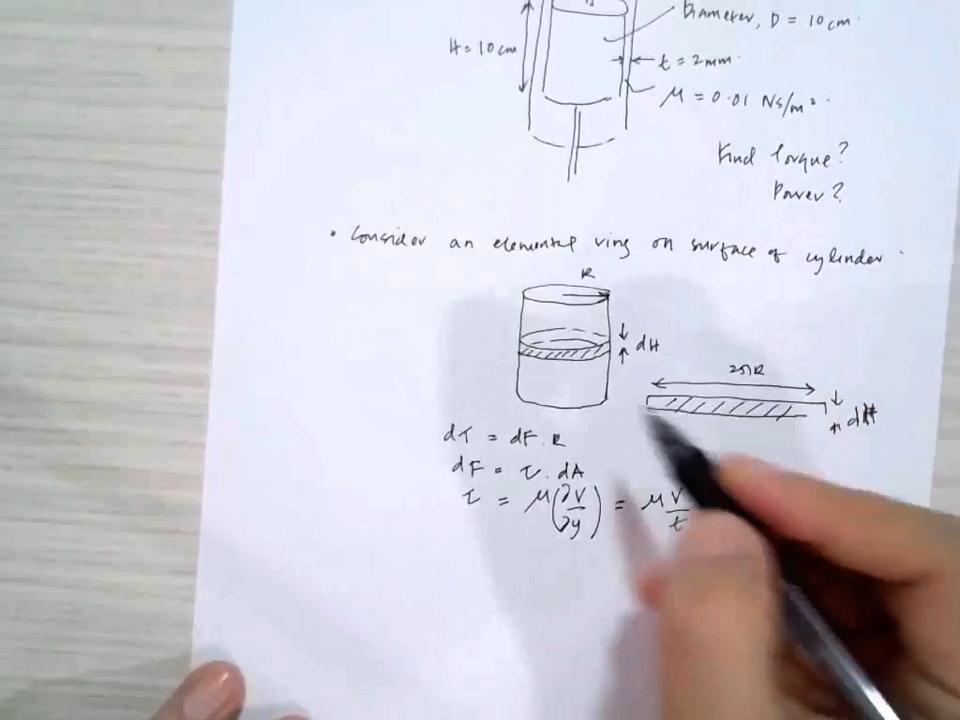 Diameter, D = 10 cm.
H = 10 cm
t = 2 mm.
μ = 0.01 Ns/m².
Find Torque?
Power?
• Consider an elemental ring on surface of cylinder.
R
dH
2πR
dH
dT = dF. R
dF = τ. dA
τ = μ(∂V/∂y) = μ V/t